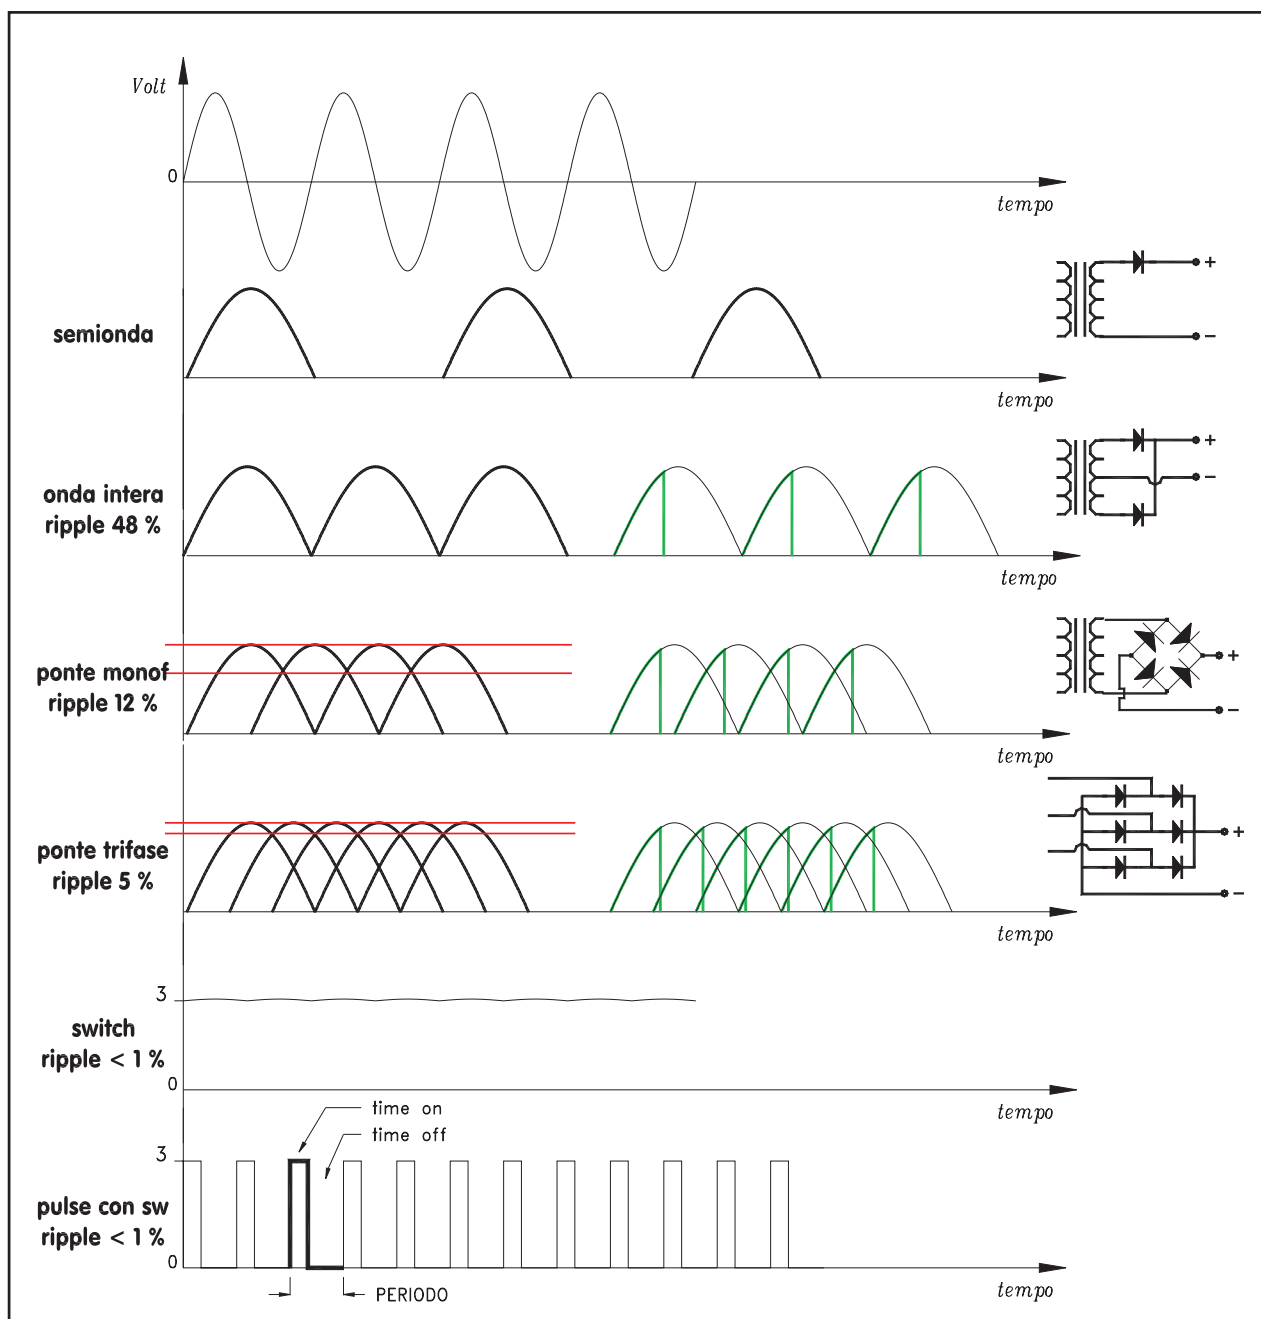 Volt
0
tempo
+
semionda
−
tempo
+
onda intera
−
ripple 48 %
tempo
ponte monof
+
ripple 12 %
−
tempo
+
ponte trifase
ripple 5 %
−
tempo
3
switch
ripple < 1 %
0
tempo
time on
time off
3
pulse con sw
ripple < 1 %
0
tempo
PERIODO